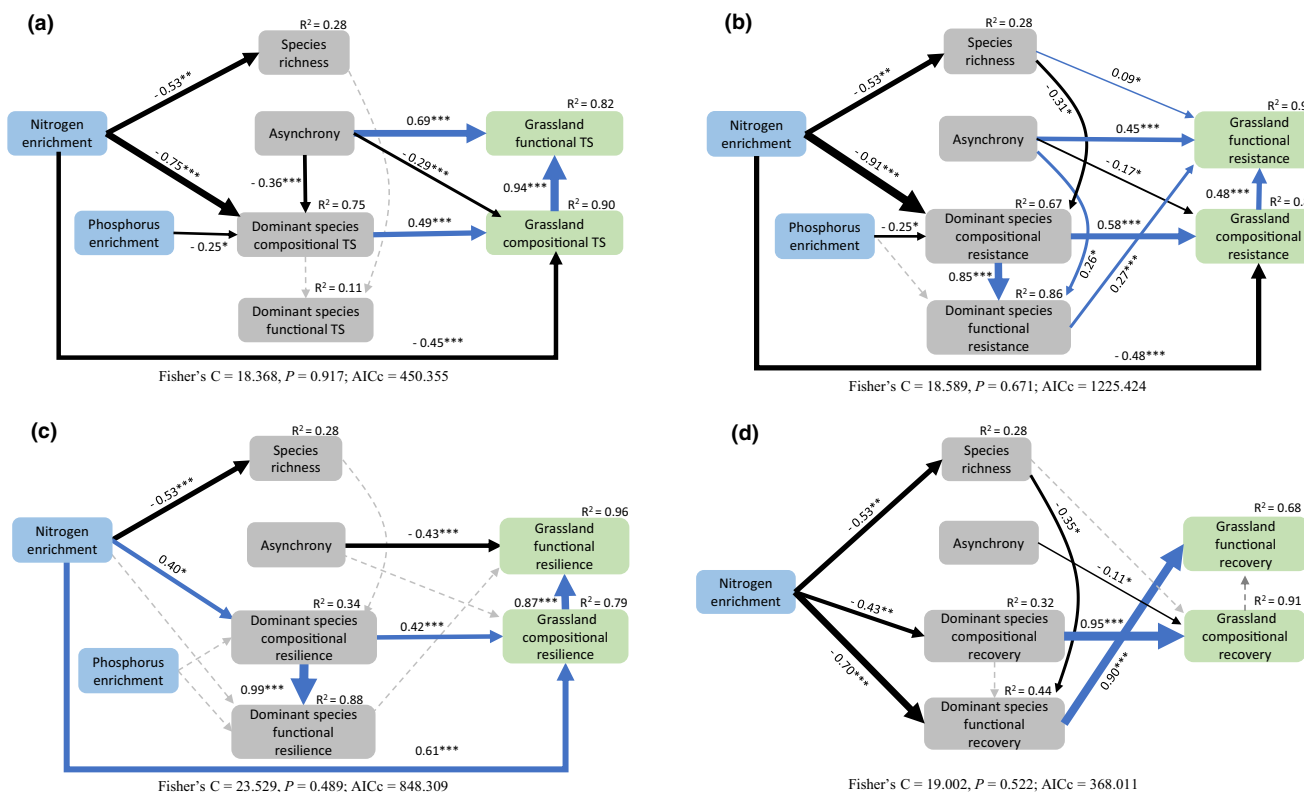 (a)
R² = 0.28
Species
richness
- 0.53**
R² = 0.82
Nitrogen
enrichment
Asynchrony
0.69***
Grassland
functional TS
- 0.75***
- 0.29***
- 0.36***
0.94***
R² = 0.75
R² = 0.90
Phosphorus
enrichment
- 0.25*
Dominant species
compositional TS
0.49***
Grassland
compositional TS
R² = 0.11
Dominant species
functional TS
- 0.45***
Fisher's C = 18.368, P = 0.917; AICc = 450.355
(b)
R² = 0.28
Species
richness
0.09*
- 0.53**
- 0.31*
R² = 0.9
Nitrogen
enrichment
Asynchrony
0.45***
Grassland
functional
resistance
- 0.91***
- 0.17*
0.48***
R² = 0.67
Phosphorus
enrichment
- 0.25*
Dominant species
compositional
resistance
0.58***
Grassland
compositional
resistance
0.85***
0.26*
0.27***
R² = 0.86
Dominant species
functional
resistance
- 0.48***
Fisher's C = 18.589, P = 0.671; AICc = 1225.424
(c)
R² = 0.28
Species
richness
- 0.53***
R² = 0.96
Nitrogen
enrichment
Asynchrony
- 0.43***
Grassland
functional
resilience
0.40*
0.87***
R² = 0.34
R² = 0.79
Phosphorus
enrichment
Dominant species
compositional
resilience
0.42***
Grassland
compositional
resilience
0.99***
R² = 0.88
Dominant species
functional
resilience
0.61***
Fisher's C = 23.529, P = 0.489; AICc = 848.309
(d)
R² = 0.28
Species
richness
- 0.53**
- 0.35*
R² = 0.68
Asynchrony
Grassland
functional
recovery
Nitrogen
enrichment
- 0.11*
- 0.43**
R² = 0.32
R² = 0.91
Dominant species
compositional
recovery
0.95***
Grassland
compositional
recovery
- 0.70***
0.90***
R² = 0.44
Dominant species
functional
recovery
Fisher's C = 19.002, P = 0.522; AICc = 368.011